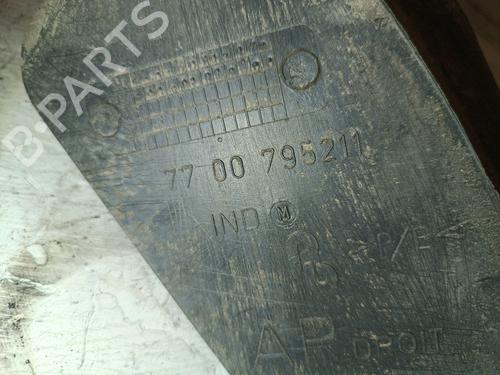 B-PARTS
77 00 795211
IND M
AR DROIT